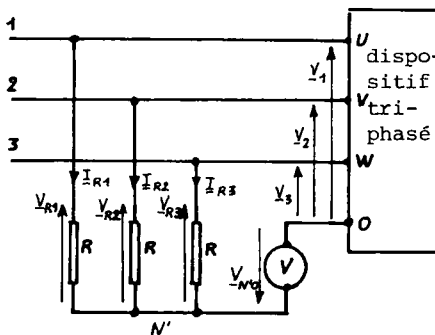 1
U
dispo-
sitif
tri-
phasé
V1
2
V
V2
3
W
V3
IR1
IR2
IR3
VR1
VR2
VR3
R
R
R
O
V
VN'O
N'